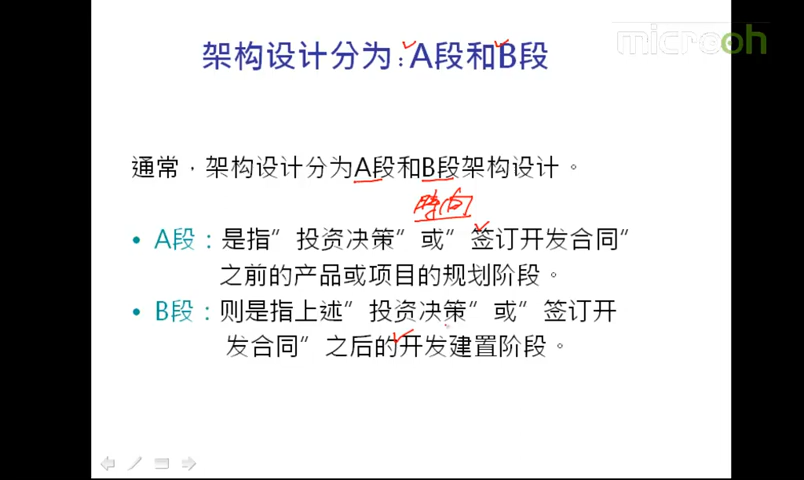 microoh
架构设计分为:A段和B段
通常，架构设计分为A段和B段架构设计。
時间
• A段：是指”投资决策”或”签订开发合同”
之前的产品或项目的规划阶段。
• B段：则是指上述”投资决策”或”签订开
发合同”之后的开发建置阶段。